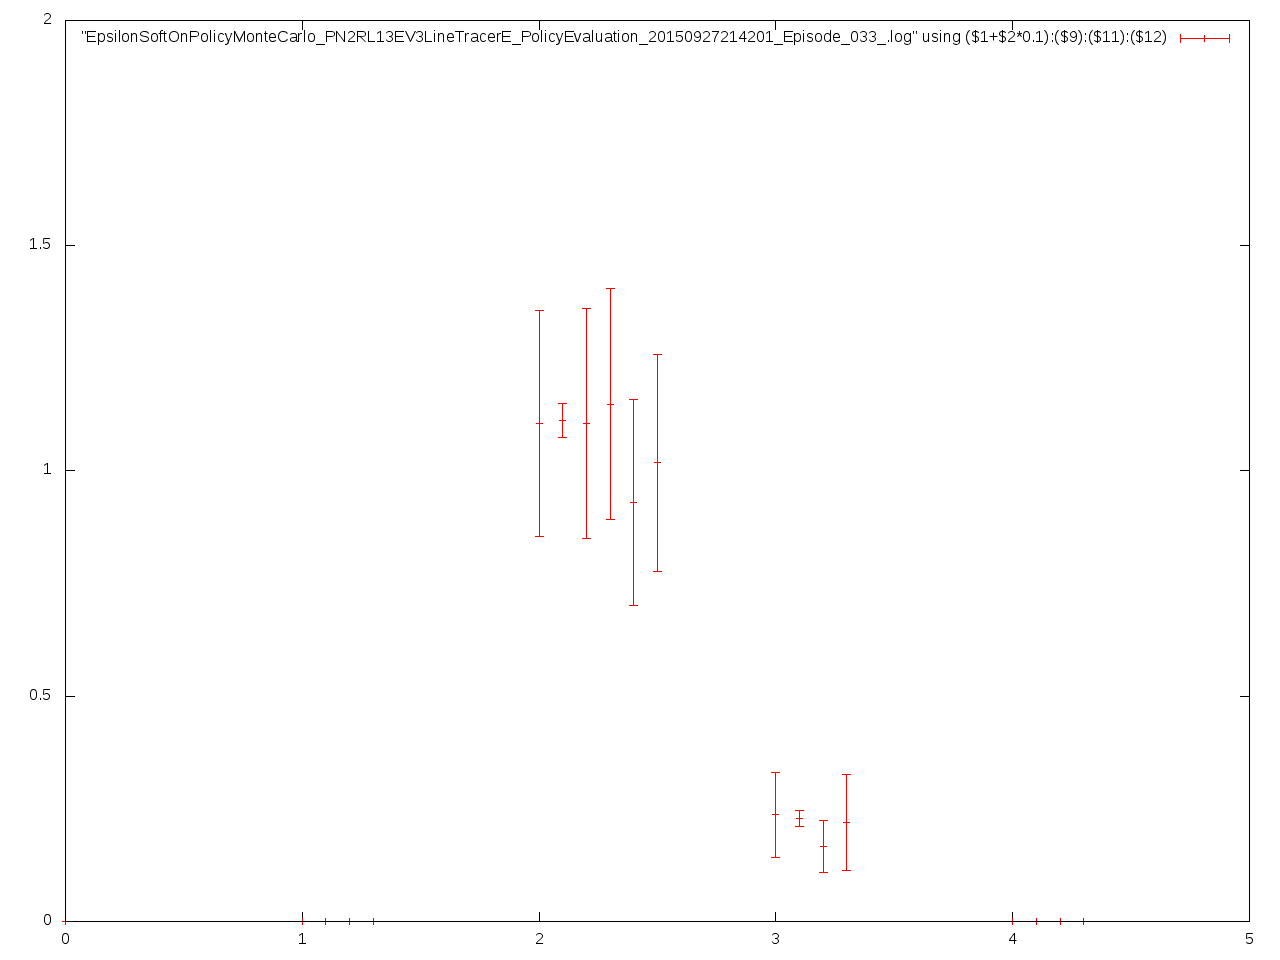 2
"EpsilonSoftOnPolicyMonteCarlo_PN2RL13EV3LineTracerE_PolicyEvaluation_20150927214201_Episode_033_.log" using ($1+$2*0.1):($9):($11):($12)
1.5
1
0.5
0
0 1 2 3 4 5